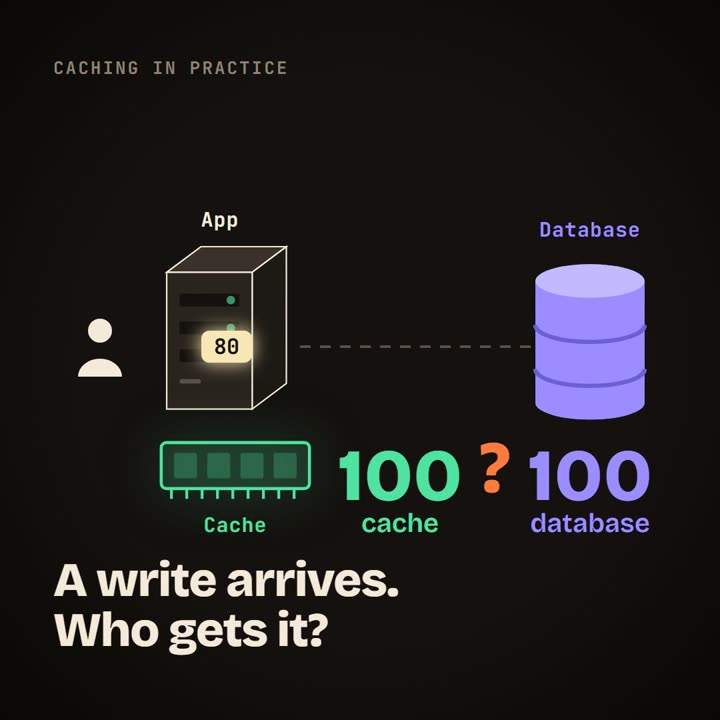 CACHING IN PRACTICE
App
Database
80
100 ? 100
cache database
Cache
A write arrives.
Who gets it?